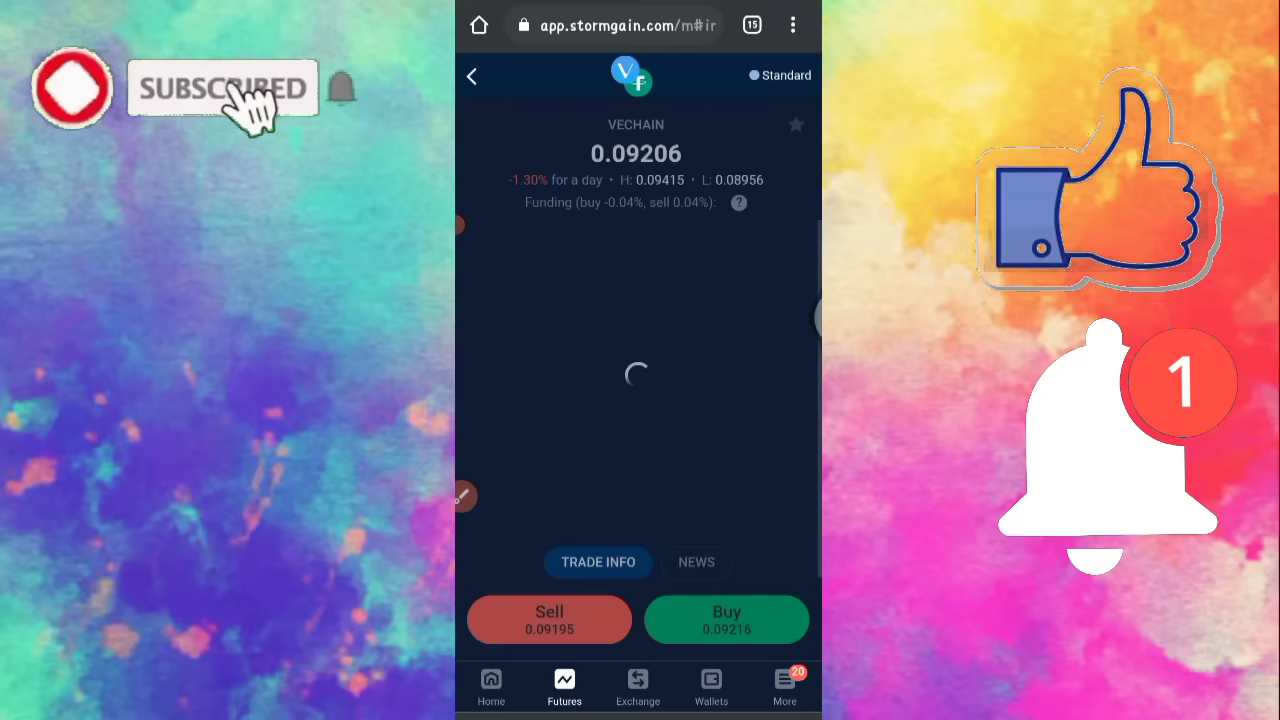 SUBSCRIBED
app.stormgain.com/m#ir
15
Standard
VECHAIN
0.09206
-1.30% for a day • H: 0.09415 • L: 0.08956
Funding (buy -0.04%, sell 0.04%): ?
TRADE INFO
NEWS
Sell
0.09195
Buy
0.09216
Home
Futures
Exchange
Wallets
More
20
1